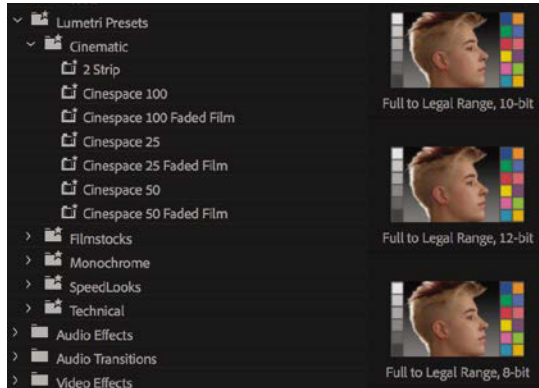 Lumetri Presets
Cinematic
2 Strip
Cinespace 100
Cinespace 100 Faded Film
Cinespace 25
Cinespace 25 Faded Film
Cinespace 50
Cinespace 50 Faded Film
Filmstocks
Monochrome
SpeedLooks
Technical
Audio Effects
Audio Transitions
Video Effects
Full to Legal Range, 10-bit
Full to Legal Range, 12-bit
Full to Legal Range, 8-bit